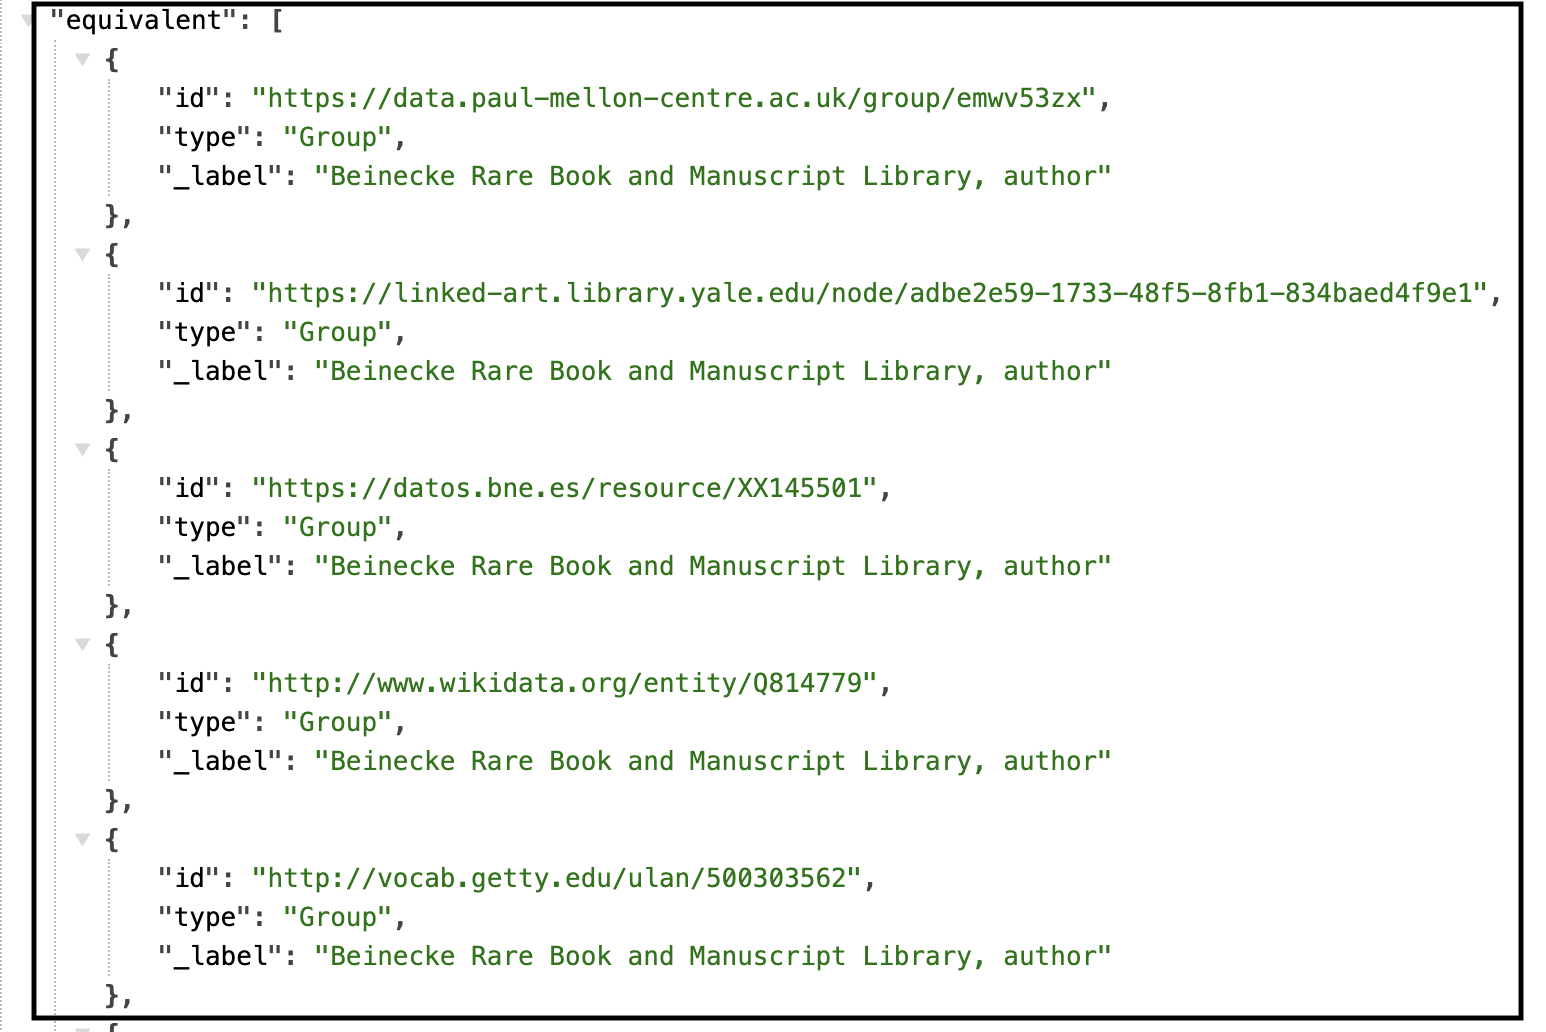 "equivalent": [
{
"id": "https://data.paul-mellon-centre.ac.uk/group/emwv53zx",
"type": "Group",
"_label": "Beinecke Rare Book and Manuscript Library, author"
},
{
"id": "https://linked-art.library.yale.edu/node/adbe2e59-1733-48f5-8fb1-834baed4f9e1",
"type": "Group",
"_label": "Beinecke Rare Book and Manuscript Library, author"
},
{
"id": "https://datos.bne.es/resource/XX145501",
"type": "Group",
"_label": "Beinecke Rare Book and Manuscript Library, author"
},
{
"id": "http://www.wikidata.org/entity/Q814779",
"type": "Group",
"_label": "Beinecke Rare Book and Manuscript Library, author"
},
{
"id": "http://vocab.getty.edu/ulan/500303562",
"type": "Group",
"_label": "Beinecke Rare Book and Manuscript Library, author"
},
{